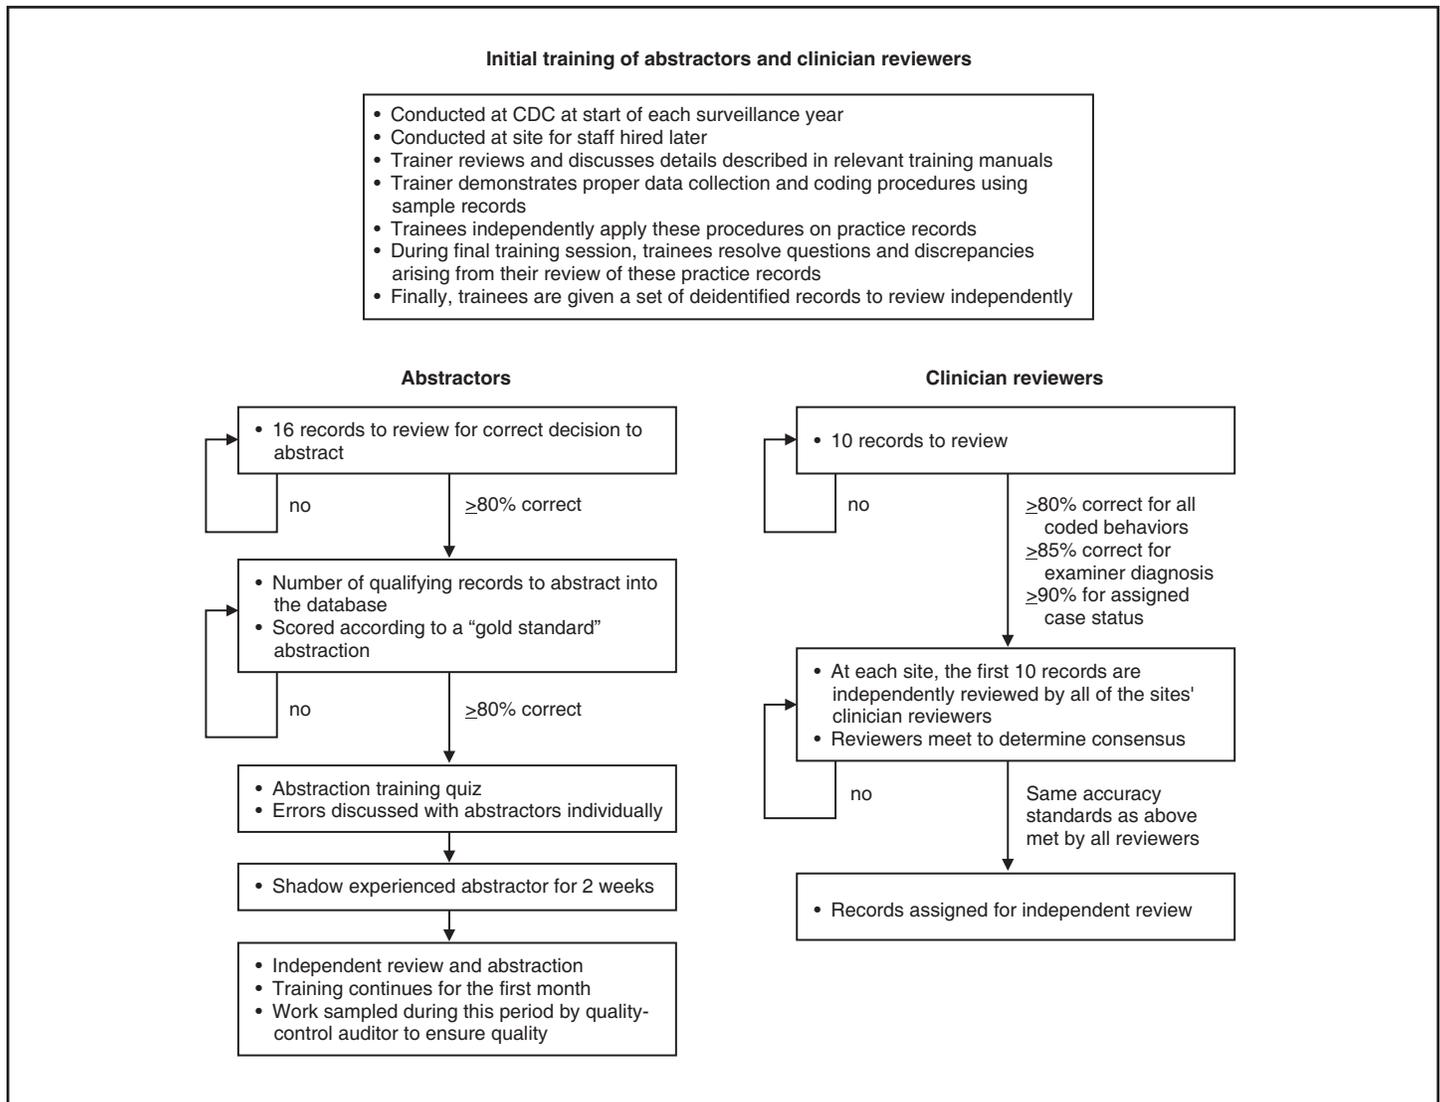 Initial training of abstractors and clinician reviewers
• Conducted at CDC at start of each surveillance year
• Conducted at site for staff hired later
• Trainer reviews and discusses details described in relevant training manuals
• Trainer demonstrates proper data collection and coding procedures using
sample records
• Trainees independently apply these procedures on practice records
• During final training session, trainees resolve questions and discrepancies
arising from their review of these practice records
• Finally, trainees are given a set of deidentified records to review independently
Abstractors
• 16 records to review for correct decision to
abstract
no
≥80% correct
• Number of qualifying records to abstract into
the database
• Scored according to a “gold standard”
abstraction
no
≥80% correct
• Abstraction training quiz
• Errors discussed with abstractors individually
• Shadow experienced abstractor for 2 weeks
• Independent review and abstraction
• Training continues for the first month
• Work sampled during this period by quality-
control auditor to ensure quality
Clinician reviewers
• 10 records to review
no
≥80% correct for all
coded behaviors
≥85% correct for
examiner diagnosis
≥90% for assigned
case status
• At each site, the first 10 records are
independently reviewed by all of the sites'
clinician reviewers
• Reviewers meet to determine consensus
no
Same accuracy
standards as above
met by all reviewers
• Records assigned for independent review